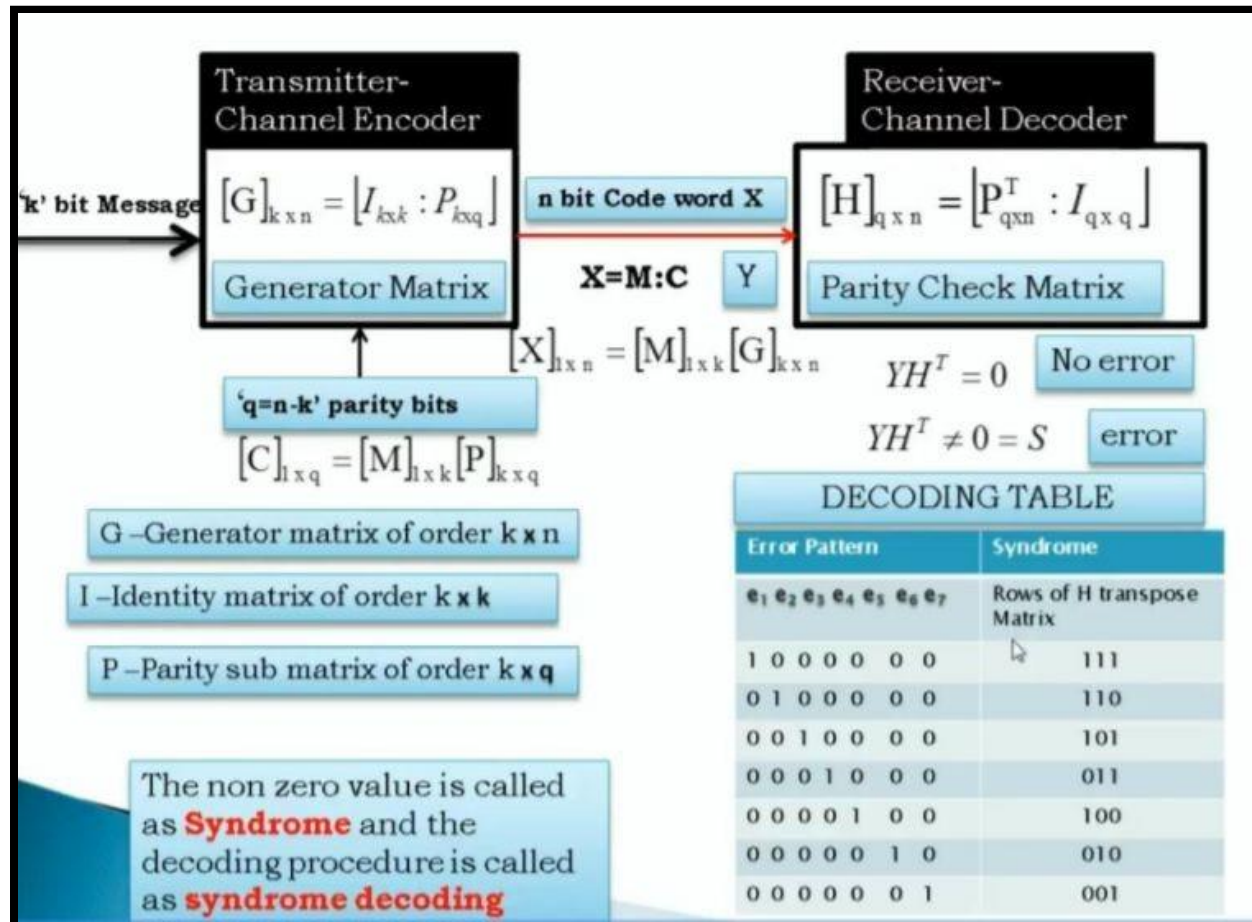 Transmitter-
Channel Encoder
Receiver-
Channel Decoder
‘k’ bit Message
[G]k x n = [Ikxk : Pkxq]
Generator Matrix
n bit Code word X
X=M:C
Y
[H]q x n = [P^T qxn : Iq x q]
Parity Check Matrix
[X]1 x n = [M]1 x k [G]k x n
‘q=n-k’ parity bits
[C]1 x q = [M]1 x k [P]k x q
YH^T = 0
No error
YH^T ≠ 0 = S
error
G –Generator matrix of order k x n
I –Identity matrix of order k x k
P –Parity sub matrix of order k x q
The non zero value is called
as Syndrome and the
decoding procedure is called
as syndrome decoding
DECODING TABLE
Error Pattern Syndrome
e1 e2 e3 e4 e5 e6 e7 Rows of H transpose
Matrix
1 0 0 0 0 0 0 111
0 1 0 0 0 0 0 110
0 0 1 0 0 0 0 101
0 0 0 1 0 0 0 011
0 0 0 0 1 0 0 100
0 0 0 0 0 1 0 010
0 0 0 0 0 0 1 001